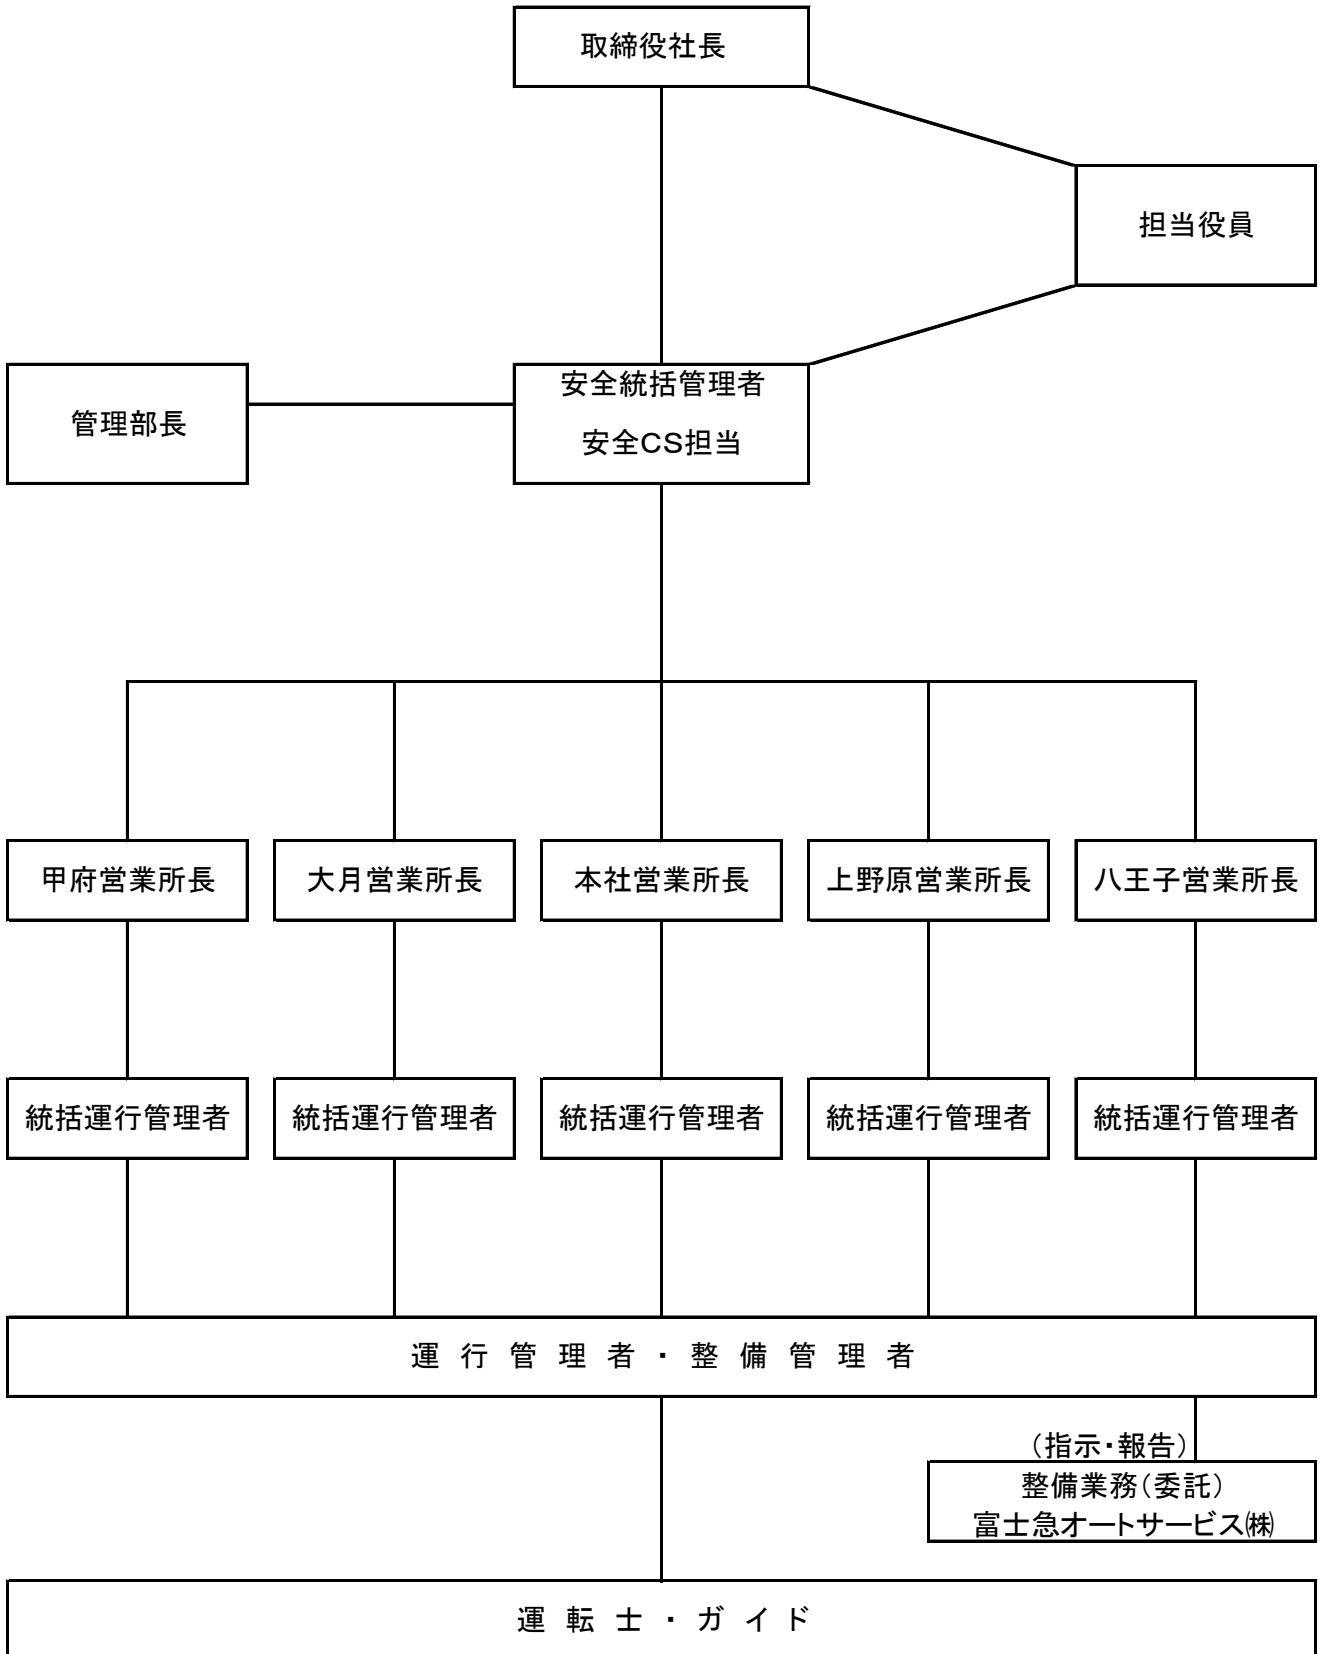 取締役社長
担当役員
管理部長
安全統括管理者
安全CS担当
甲府営業所長
大月営業所長
本社営業所長
上野原営業所長
八王子営業所長
統括運行管理者
統括運行管理者
統括運行管理者
統括運行管理者
統括運行管理者
運行管理者・整備管理者
（指示・報告）
整備業務（委託）
富士急オートサービス㈱
運転士・ガイド